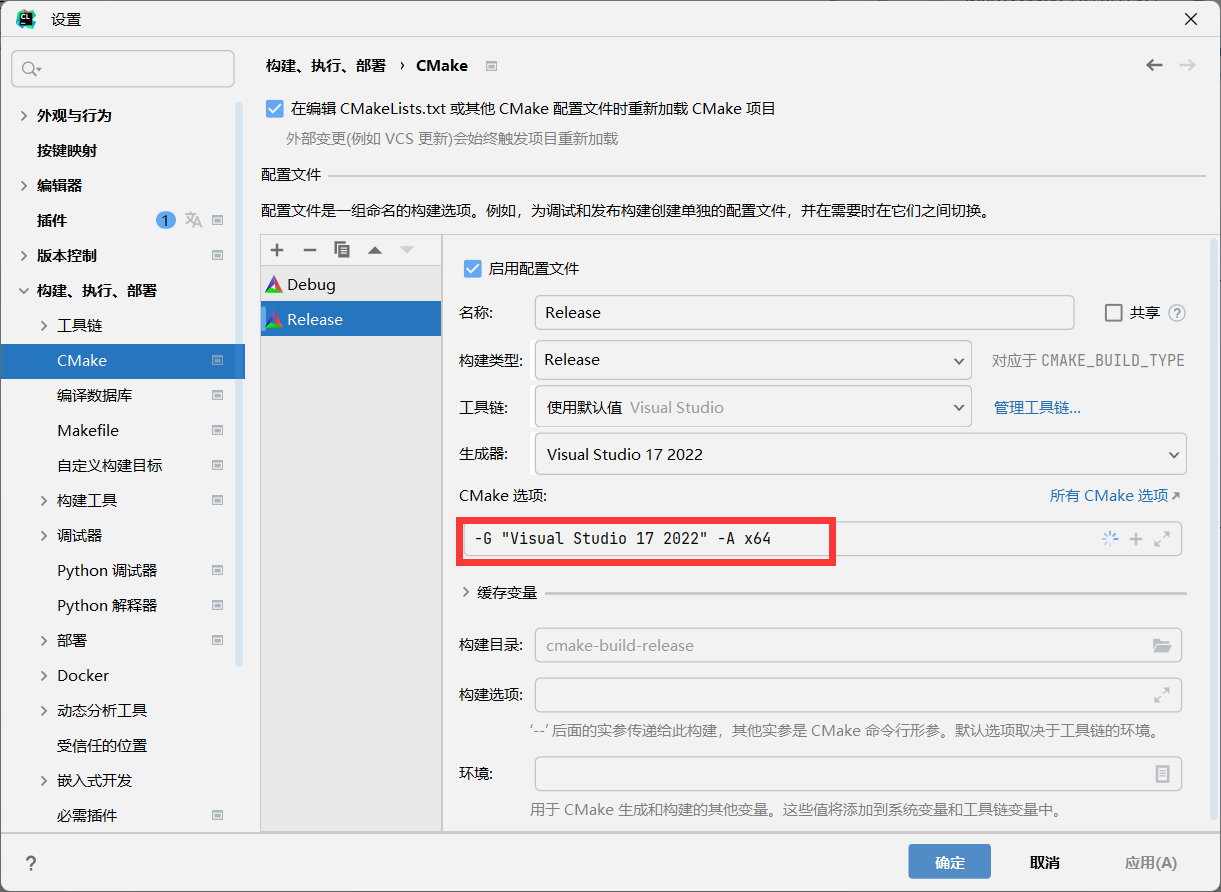 设置
构建、执行、部署 › CMake
在编辑 CMakeLists.txt 或其他 CMake 配置文件时重新加载 CMake 项目
外部变更(例如 VCS 更新)会始终触发项目重新加载
配置文件
配置文件是一组命名的构建选项。例如，为调试和发布构建创建单独的配置文件，并在需要时在它们之间切换。
外观与行为
按键映射
编辑器
插件 1
版本控制
构建、执行、部署
工具链
CMake
编译数据库
Makefile
自定义构建目标
构建工具
调试器
Python 调试器
Python 解释器
部署
Docker
动态分析工具
受信任的位置
嵌入式开发
必需插件
Debug
Release
启用配置文件
名称: Release 共享 ?
构建类型: Release 对应于 CMAKE_BUILD_TYPE
工具链: 使用默认值 Visual Studio 管理工具链...
生成器: Visual Studio 17 2022
CMake 选项: 所有 CMake 选项↗
-G "Visual Studio 17 2022" -A x64
缓存变量
构建目录: cmake-build-release
构建选项:
'--' 后面的实参传递给此构建，其他实参是 CMake 命令行形参。默认选项取决于工具链的环境。
环境:
用于 CMake 生成和构建的其他变量。这些值将添加到系统变量和工具链变量中。
? 确定 取消 应用(A)